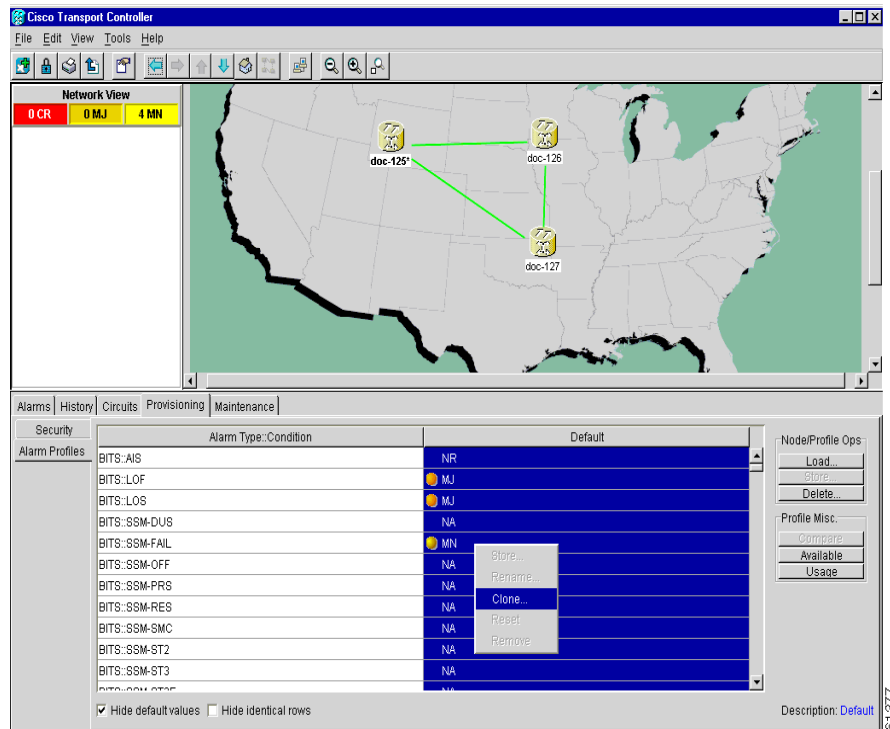 Cisco Transport Controller
File Edit View Tools Help
Network View
0 CR 0 MJ 4 MN
doc-125*
doc-126
doc-127
Alarms History Circuits Provisioning Maintenance
Security
Alarm Profiles
Alarm Type::Condition Default
BITS::AIS NR
BITS::LOF MJ
BITS::LOS MJ
BITS::SSM-DUS NA
BITS::SSM-FAIL MN
BITS::SSM-OFF NA
BITS::SSM-PRS NA
BITS::SSM-RES NA
BITS::SSM-SMC NA
BITS::SSM-ST2 NA
BITS::SSM-ST3 NA
Store...
Rename...
Clone...
Reset
Remove
Node/Profile Ops
Load...
Store...
Delete...
Profile Misc.
Compare
Available
Usage
Hide default values Hide identical rows
Description: Default